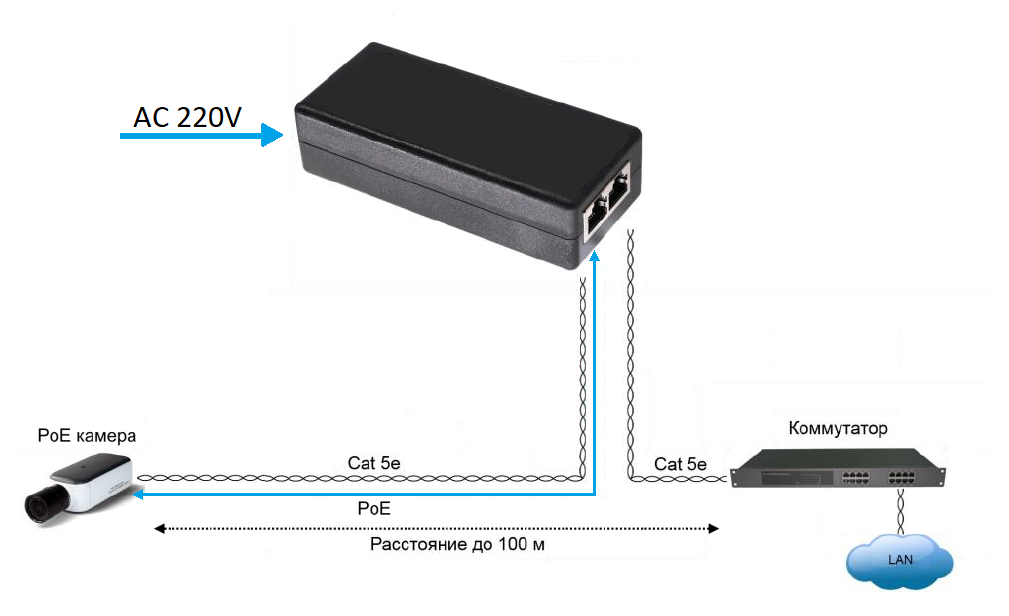 AC 220V
PoE камера
Коммутатор
Cat 5e
Cat 5e
PoE
Расстояние до 100 м
LAN